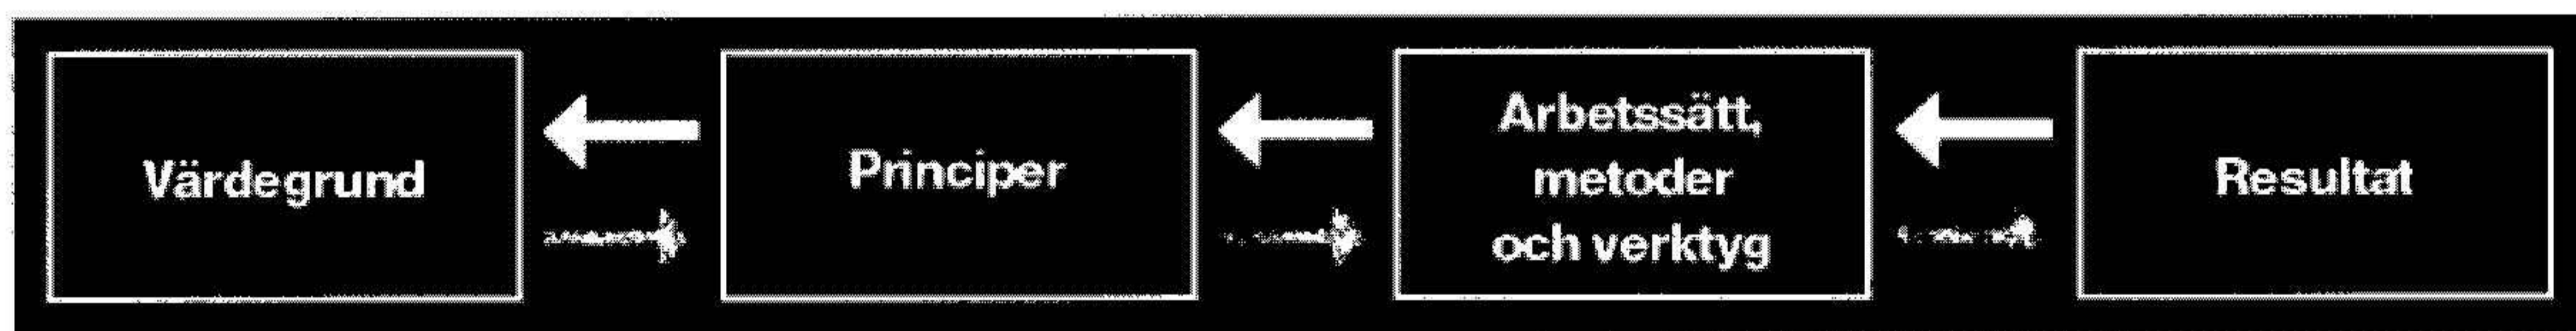 Värdegrund
Principer
Arbetssätt,
metoder
och verktyg
Resultat